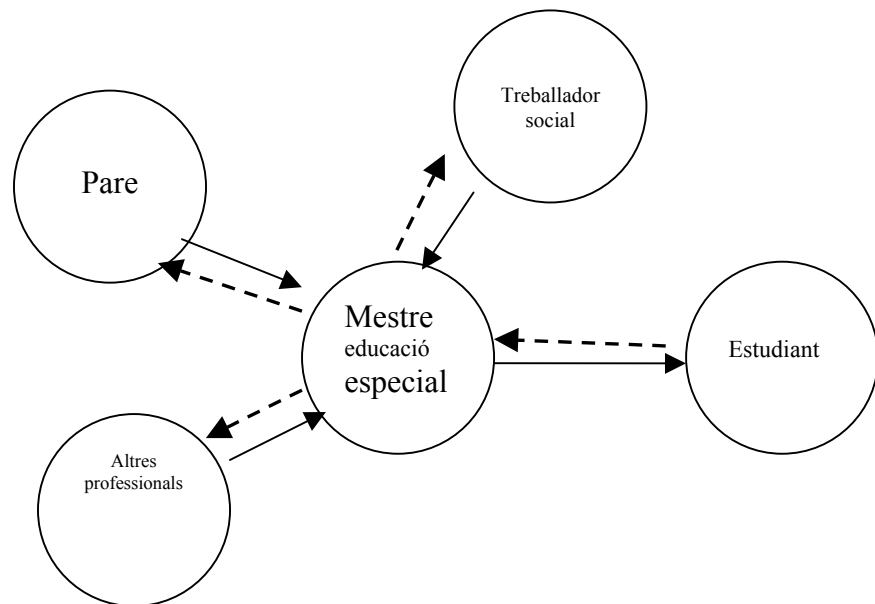 Treballador
social
Pare
Mestre
educació
especial
Estudiant
Altres
professionals